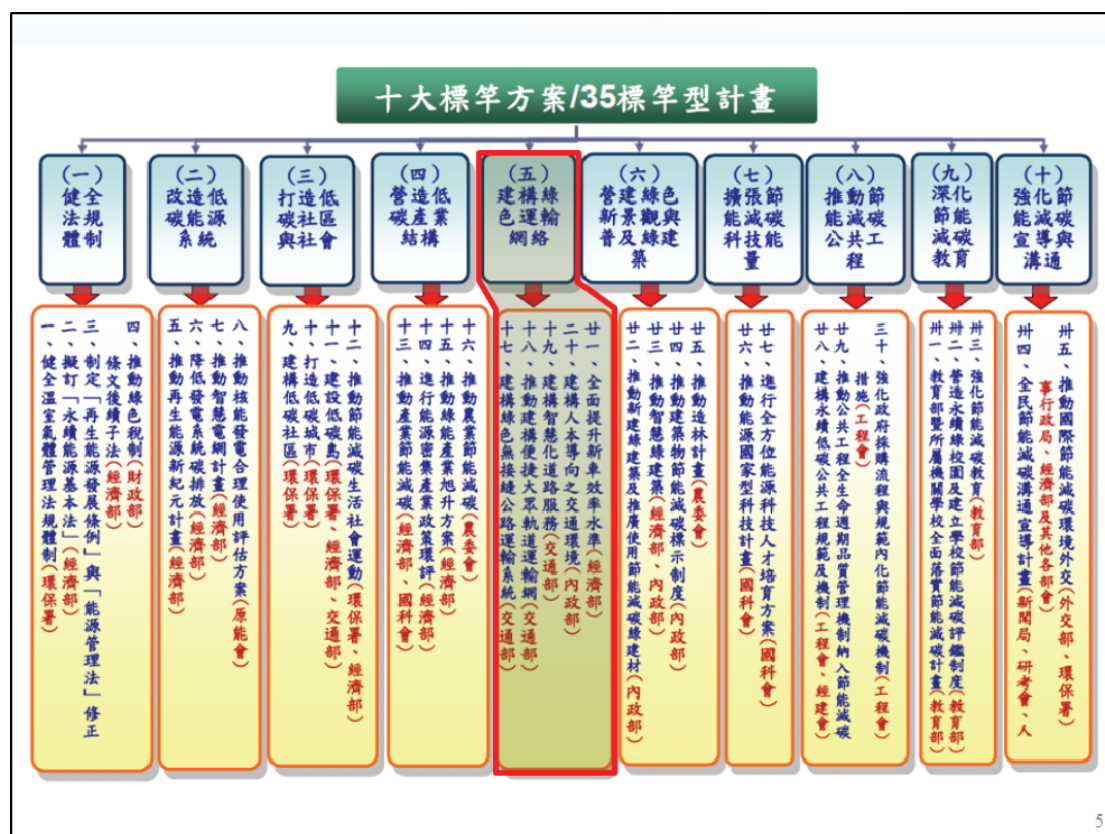 十大標竿方案/35標竿型計畫
(一)
健全
法規
體制
(二)
改造低
碳能源
系統
(三)
打造低
碳社區
與社會
(四)
營造低
碳產業
結構
(五)
建構綠
色運輸
網絡
(六)
營建綠色
新景觀與
普及綠建
築
(七)
擴張節
能減碳
科技能
量
(八)
推動節
能減碳
公共工
程
(九)
深化
節能
減碳
教育
(十)
強化節
能減碳
宣導與
溝通
一、健全溫室氣體管理法規體制(環保署)
二、擬訂「永續能源基本法」(經濟部)
三、制定「再生能源發展條例」與「能源管理法」修正
條文後續子法(經濟部)
四、推動綠色稅制(財政部)
五、推動再生能源新紀元計畫(經濟部)
六、降低發電系統碳排放(經濟部)
七、推動智慧電網計畫(經濟部)
八、推動核能發電合理使用評估方案(原能會)
九、建構低碳社區(環保署)
十、打造低碳城市(環保署)
十一、建設低碳島(環保署、經濟部、交通部)
十二、推動節能減碳生活社會運動(環保署、經濟部)
十三、推動產業節能減碳(經濟部、國科會)
十四、進行能源密集產業政策環評(經濟部)
十五、推動綠能產業旭升方案(經濟部)
十六、推動農業節能減碳(農委會)
十七、建構綠色無接縫公路運輸系統(交通部)
十八、推動建構便捷大眾軌道運輸網(交通部)
十九、建構智慧化道路服務(交通部)
二十、建構人本導向之交通環境(內政部)
廿一、全面提升新車效率水準(經濟部)
廿二、推動新建綠建築及推廣使用節能減碳綠建材(內政部)
廿三、推動智慧綠建築(經濟部、內政部)
廿四、推動建築物節能減碳標示制度(內政部)
廿五、推動造林計畫(農委會)
廿六、推動能源國家型科技計畫(國科會)
廿七、進行全方位能源科技人才培育方案(國科會)
廿八、建構永續低碳公共工程規範及機制(工程會、經建會)
廿九、推動公共工程全生命週期品質管理機制納入節能減碳
措施(工程會)
三十、強化政府採購流程與規範內化節能減碳機制(工程會)
卅一、教育部暨所屬機關學校全面落實節能減碳計畫(教育部)
卅二、營造永續綠校園及建立學校節能減碳評鑑制度(教育部)
卅三、強化節能減碳教育(教育部)
卅四、全民節能減碳溝通宣導計畫(新聞局、研考會、人
事行政局、經濟部及其他各部會)
卅五、推動國際節能減碳環境外交(外交部、環保署)
5